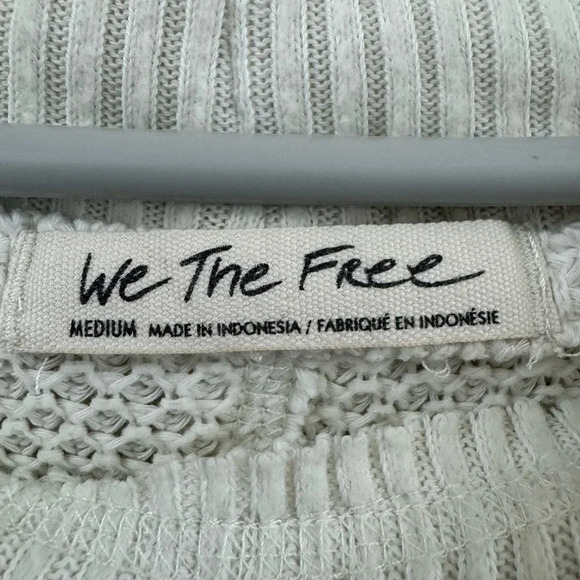 We The Free
MEDIUM MADE IN INDONESIA / FABRIQUÉ EN INDONÉSIE